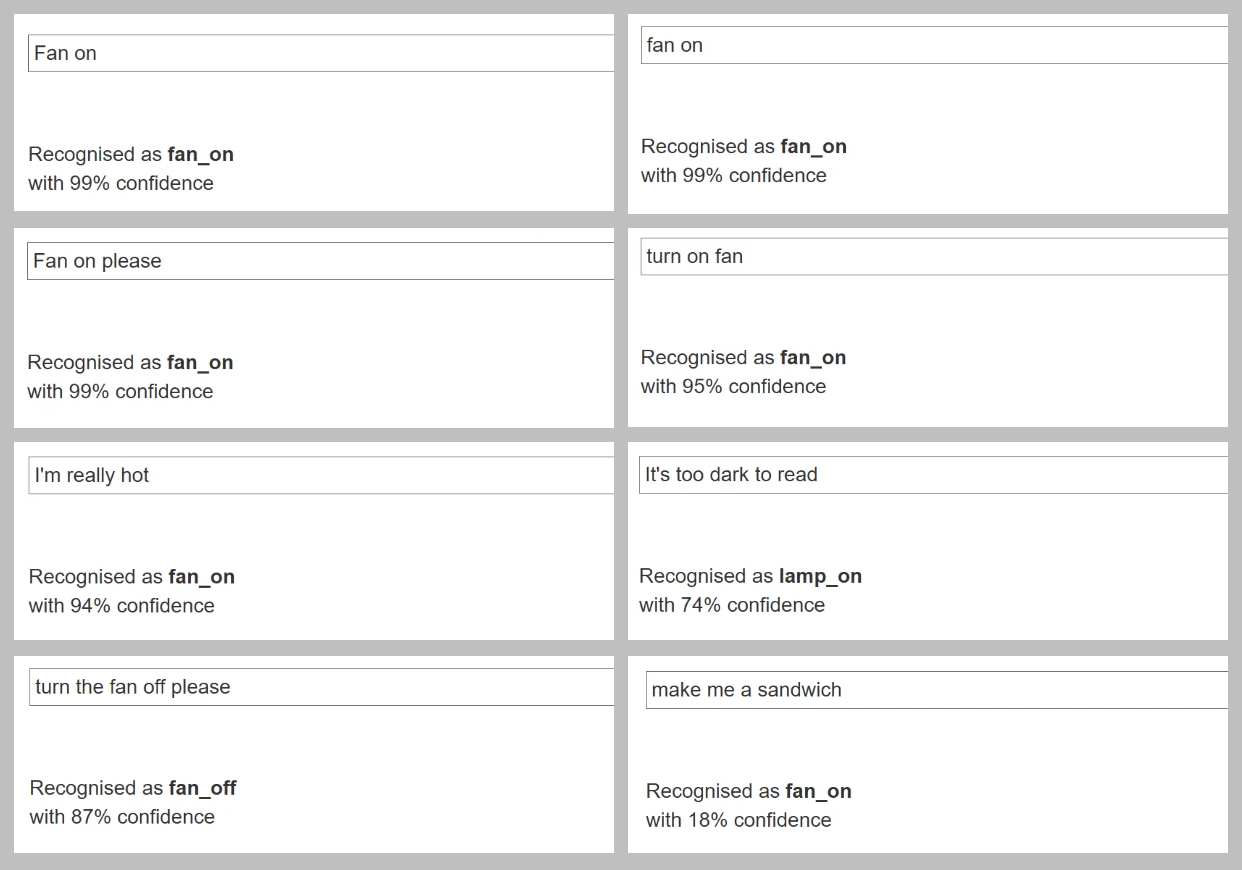 Fan on
Recognised as fan_on
with 99% confidence
fan on
Recognised as fan_on
with 99% confidence
Fan on please
Recognised as fan_on
with 99% confidence
turn on fan
Recognised as fan_on
with 95% confidence
I'm really hot
Recognised as fan_on
with 94% confidence
It's too dark to read
Recognised as lamp_on
with 74% confidence
turn the fan off please
Recognised as fan_off
with 87% confidence
make me a sandwich
Recognised as fan_on
with 18% confidence